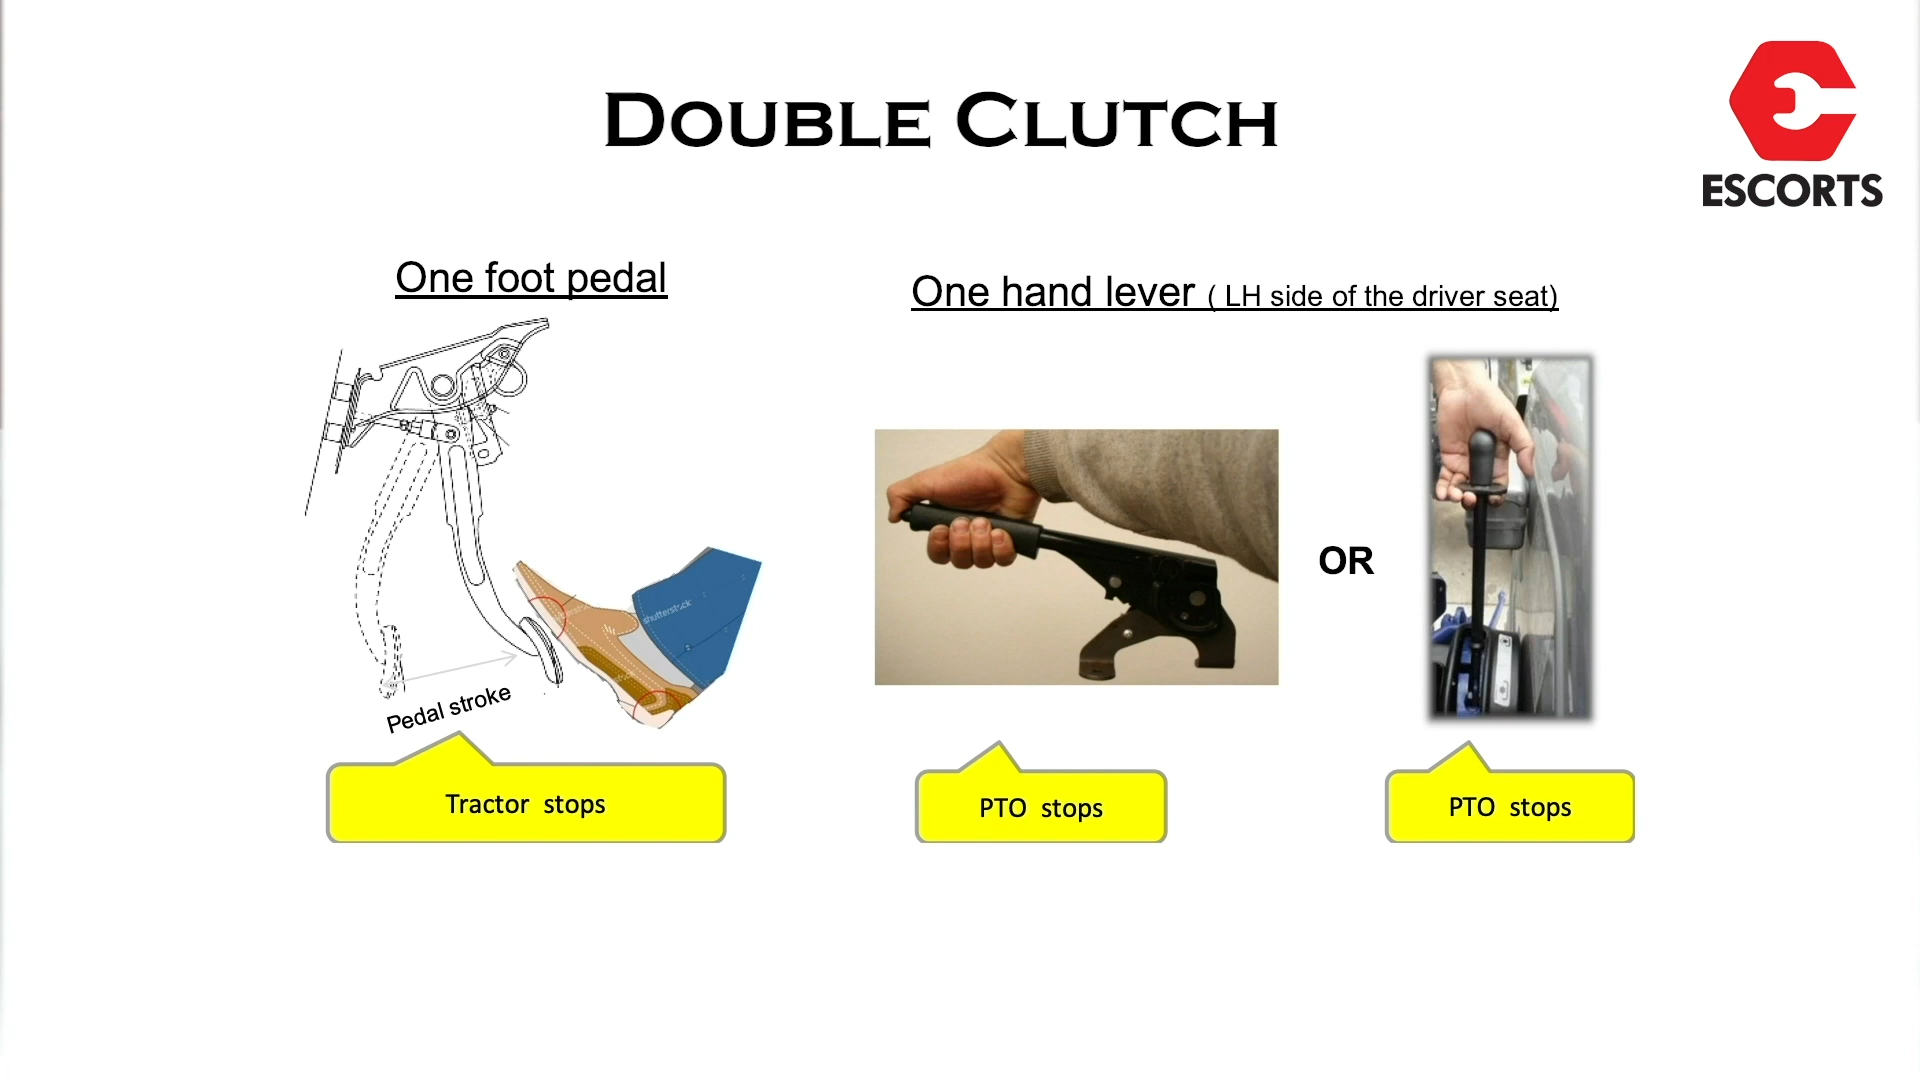 DOUBLE CLUTCH
ESCORTS
One foot pedal
One hand lever ( LH side of the driver seat)
shutterstock
OR
Pedal stroke
Tractor stops
PTO stops
PTO stops